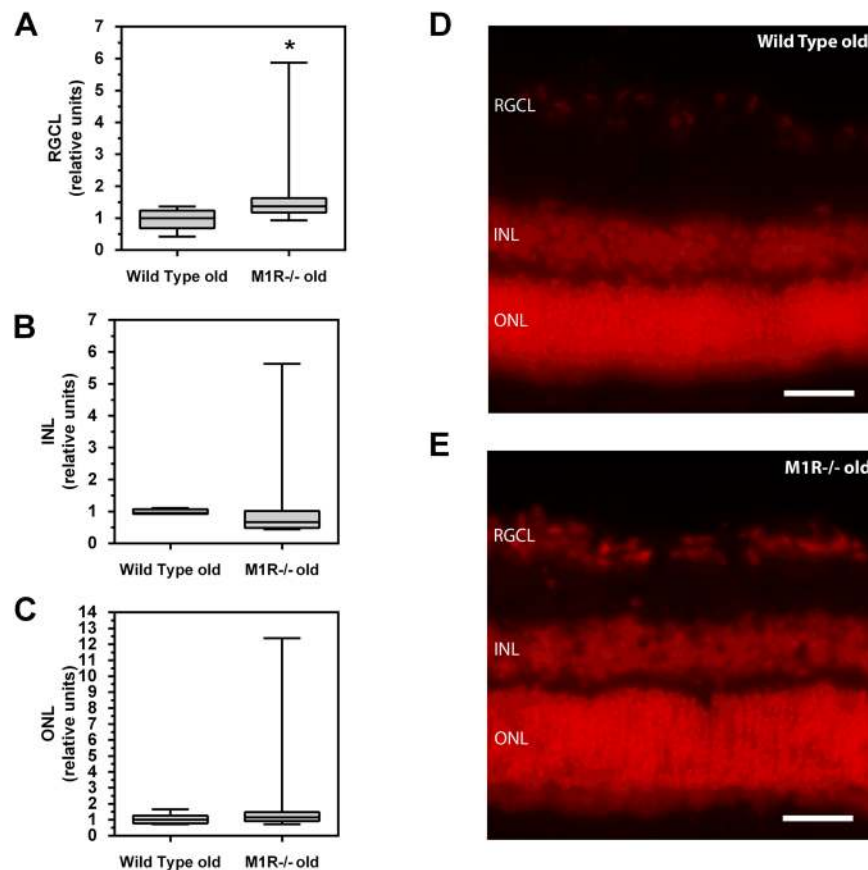 A
7
6
5
4
3
2
1
0
RGCL
(relative units)
*
Wild Type old M1R-/- old
B
7
6
5
4
3
2
1
0
INL
(relative units)
Wild Type old M1R-/- old
C
14
13
12
11
10
9
8
7
6
5
4
3
2
1
0
ONL
(relative units)
Wild Type old M1R-/- old
D
Wild Type old
RGCL
INL
ONL
E
M1R-/- old
RGCL
INL
ONL